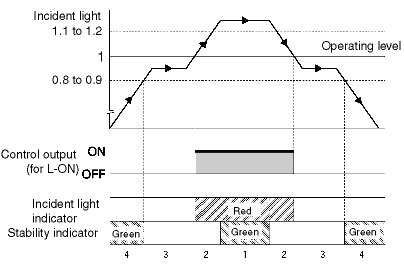 Incident light
1.1 to 1.2
Operating level
1
0.8 to 0.9
Control output
(for L-ON)
ON
OFF
Incident light
indicator
Red
Stability indicator
Green
Green
Green
4 3 2 1 2 3 4